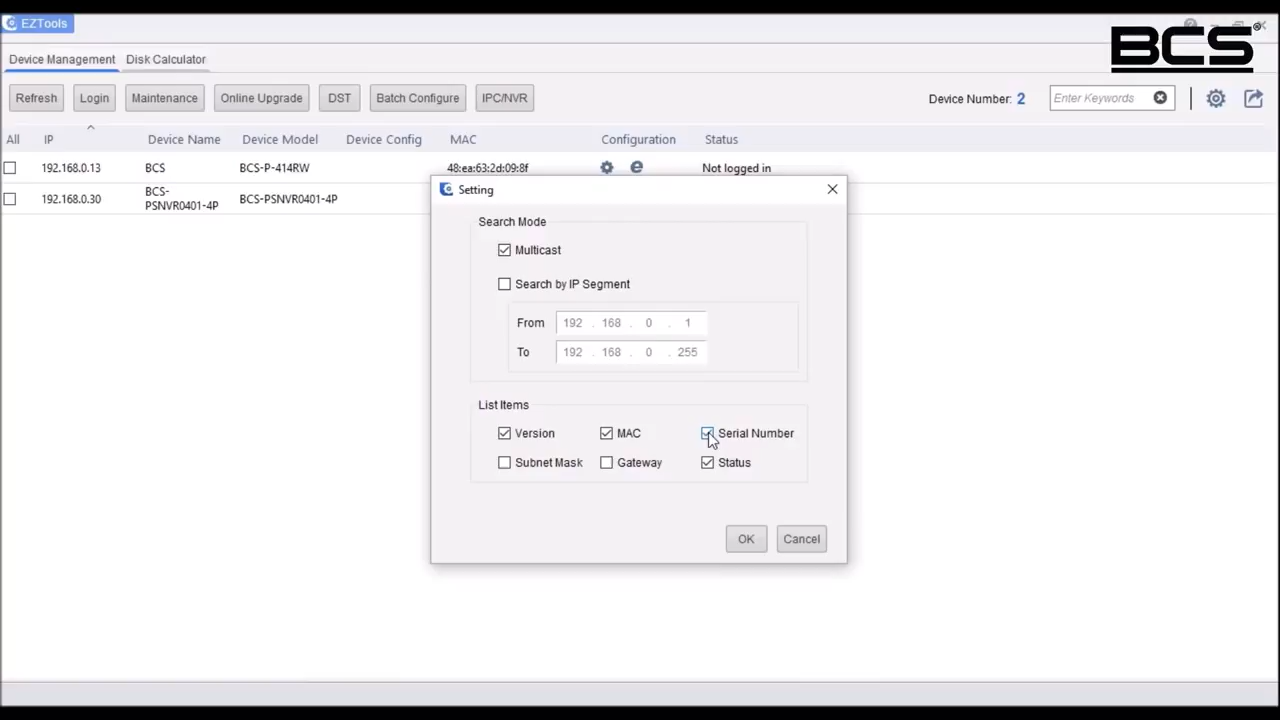 EZTools
BCS®
Device Management Disk Calculator
Refresh Login Maintenance Online Upgrade DST Batch Configure IPC/NVR Device Number: 2 Enter Keywords
All IP Device Name Device Model Device Config MAC Configuration Status
192.168.0.13 BCS BCS-P-414RW 48:ea:63:2d:09:8f Not logged in
192.168.0.30 BCS-PSNVR0401-4P BCS-PSNVR0401-4P
Setting
Search Mode
Multicast
Search by IP Segment
From 192 . 168 . 0 . 1
To 192 . 168 . 0 . 255
List Items
Version MAC Serial Number
Subnet Mask Gateway Status
OK Cancel